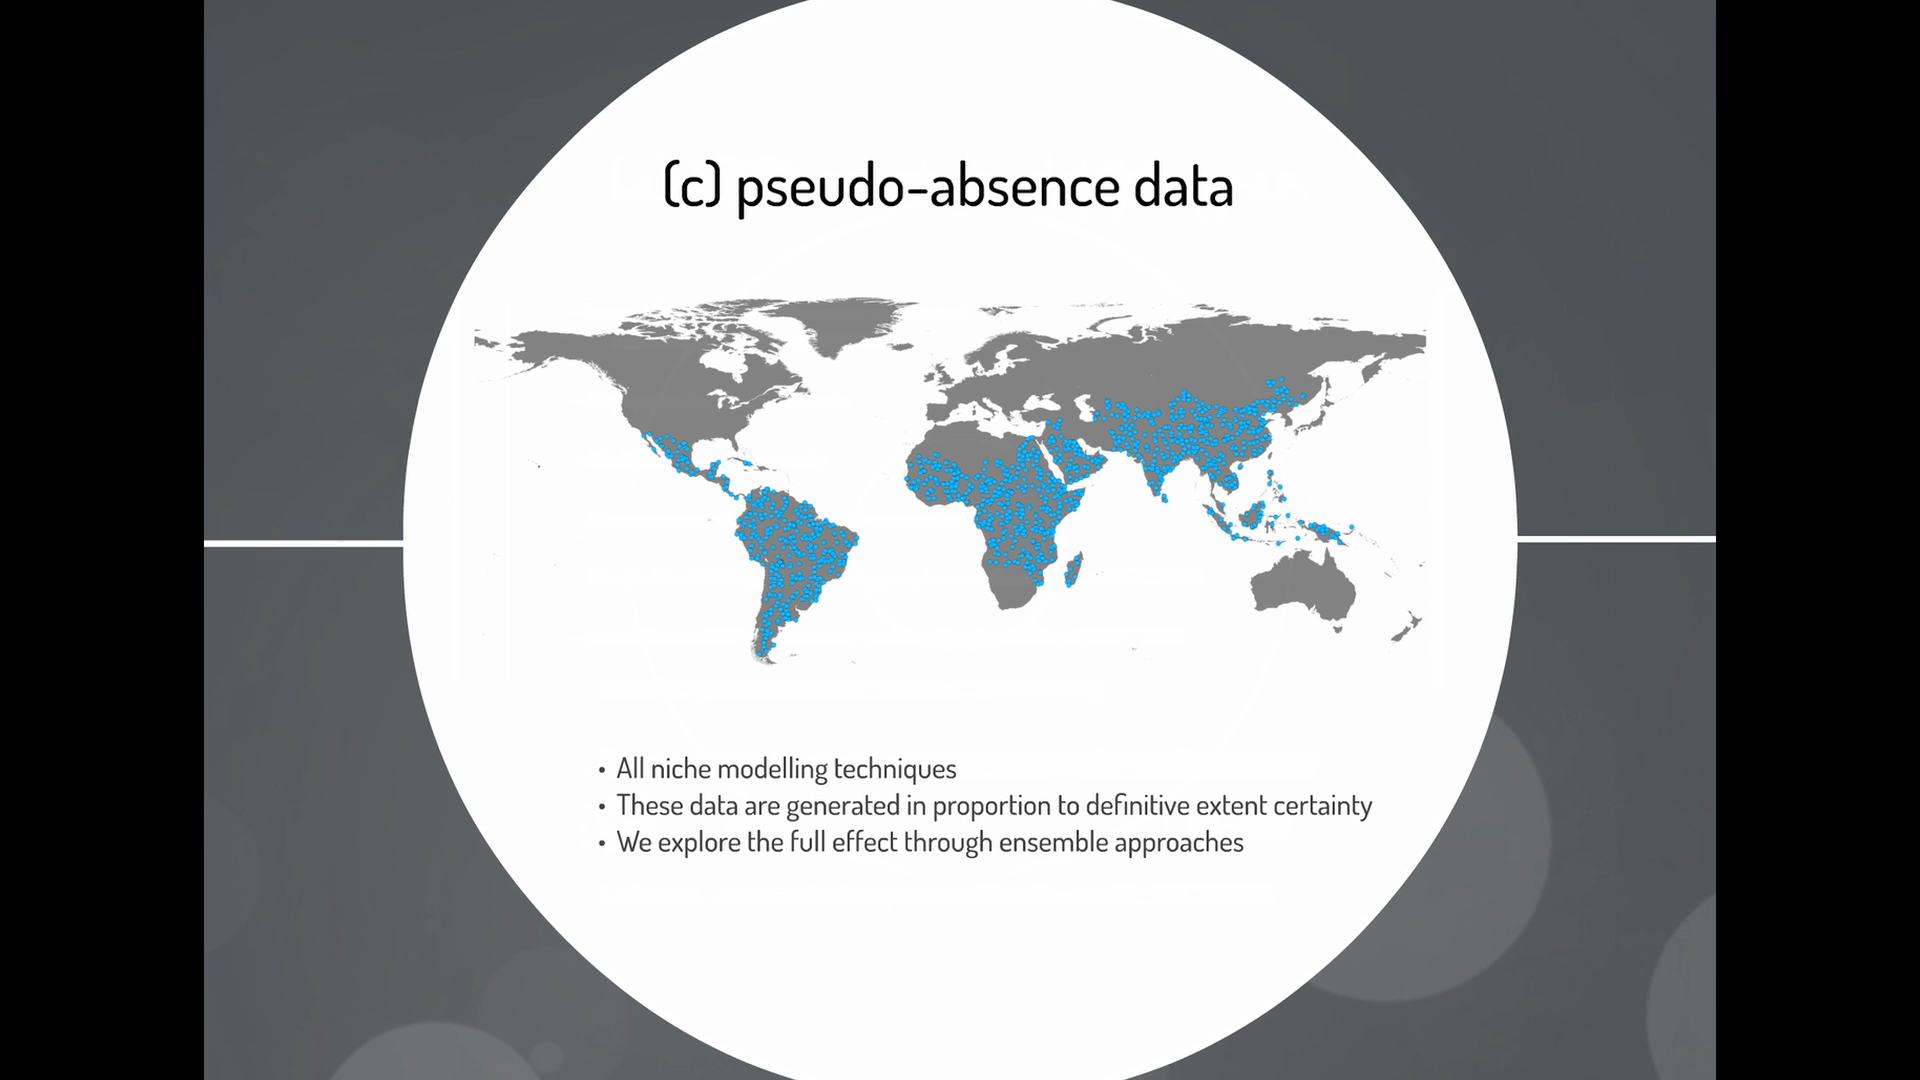 (c) pseudo-absence data
• All niche modelling techniques
• These data are generated in proportion to definitive extent certainty
• We explore the full effect through ensemble approaches